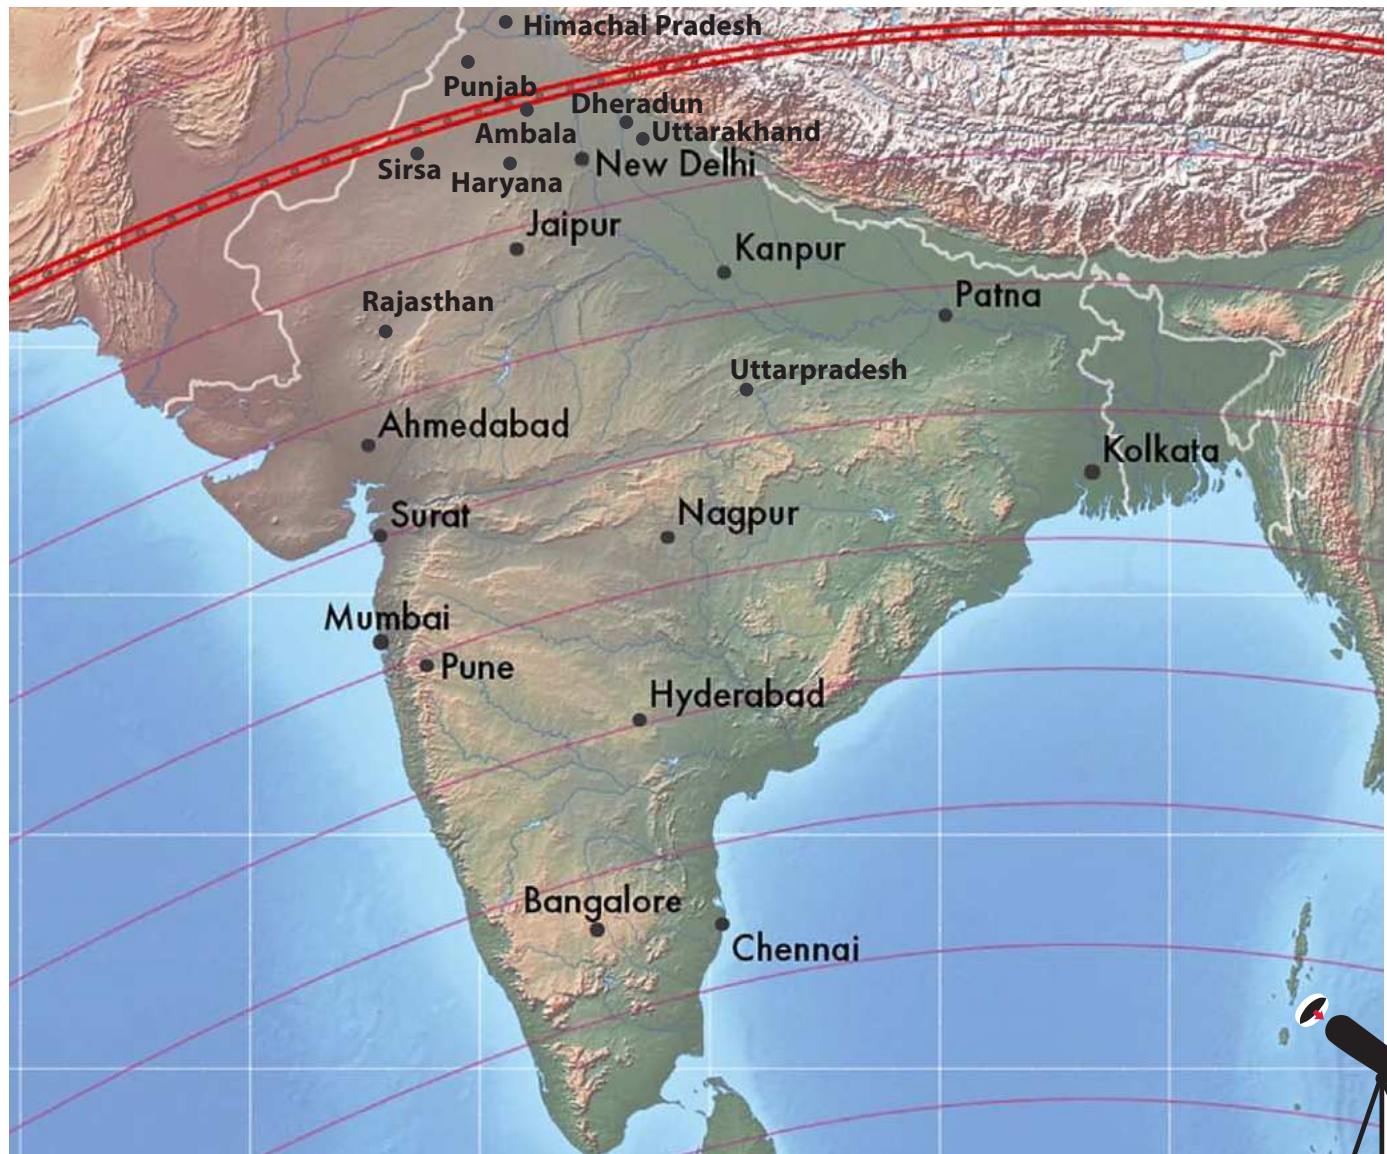 Himachal Pradesh
Punjab
Dheradun
Ambala
Uttarakhand
Sirsa
Haryana
New Delhi
Jaipur
Kanpur
Rajasthan
Patna
Uttarpradesh
Ahmedabad
Kolkata
Surat
Nagpur
Mumbai
Pune
Hyderabad
Bangalore
Chennai